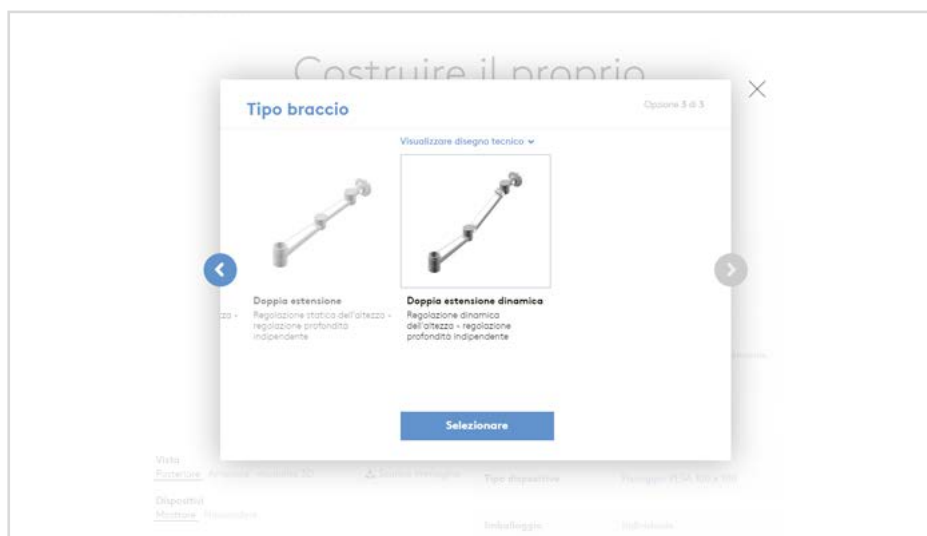 Costruire il proprio
Tipo braccio
Opzione 3 di 3
Visualizzare disegno tecnico
Doppia estensione
Regolazione statica dell'altezza -
regolazione profondità
indipendente
Doppia estensione dinamica
Regolazione dinamica
dell'altezza - regolazione
profondità indipendente
Selezionare
Vista
Posteriore
Tipo dispositivo
Dispositivi
Mostrare Nascondere
Imballaggio